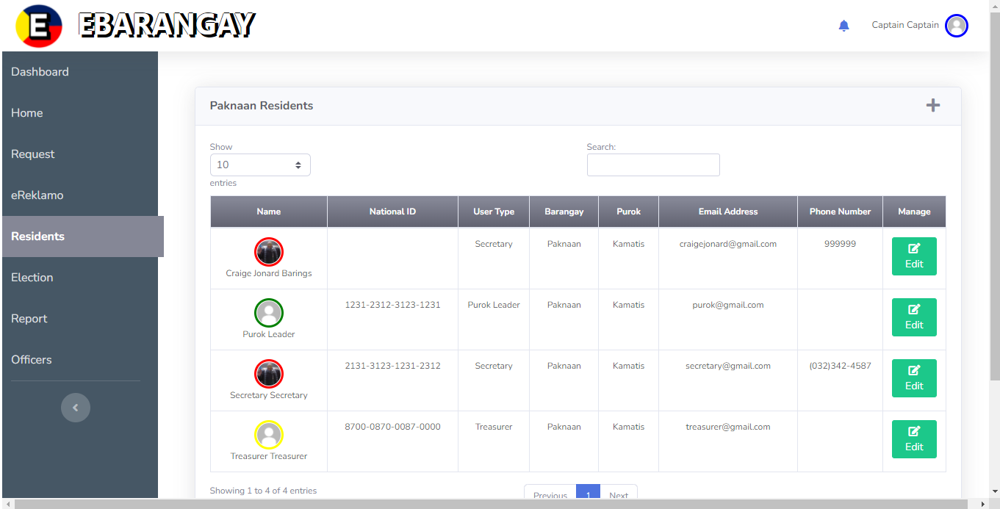 E EBARANGAY
Captain Captain
Dashboard
Home
Request
eReklamo
Residents
Election
Report
Officers
Paknaan Residents
Show
10
entries
Search:
Name National ID User Type Barangay Purok Email Address Phone Number Manage
Craige Jonard Barings Secretary Paknaan Kamatis craigejonard@gmail.com 999999 Edit
Purok Leader 1231-2312-3123-1231 Purok Leader Paknaan Kamatis purok@gmail.com Edit
Secretary Secretary 2131-3123-1231-2312 Secretary Paknaan Kamatis secretary@gmail.com (032)342-4587 Edit
Treasurer Treasurer 8700-0870-0087-0000 Treasurer Paknaan Kamatis treasurer@gmail.com Edit
Showing 1 to 4 of 4 entries
Previous 1 Next